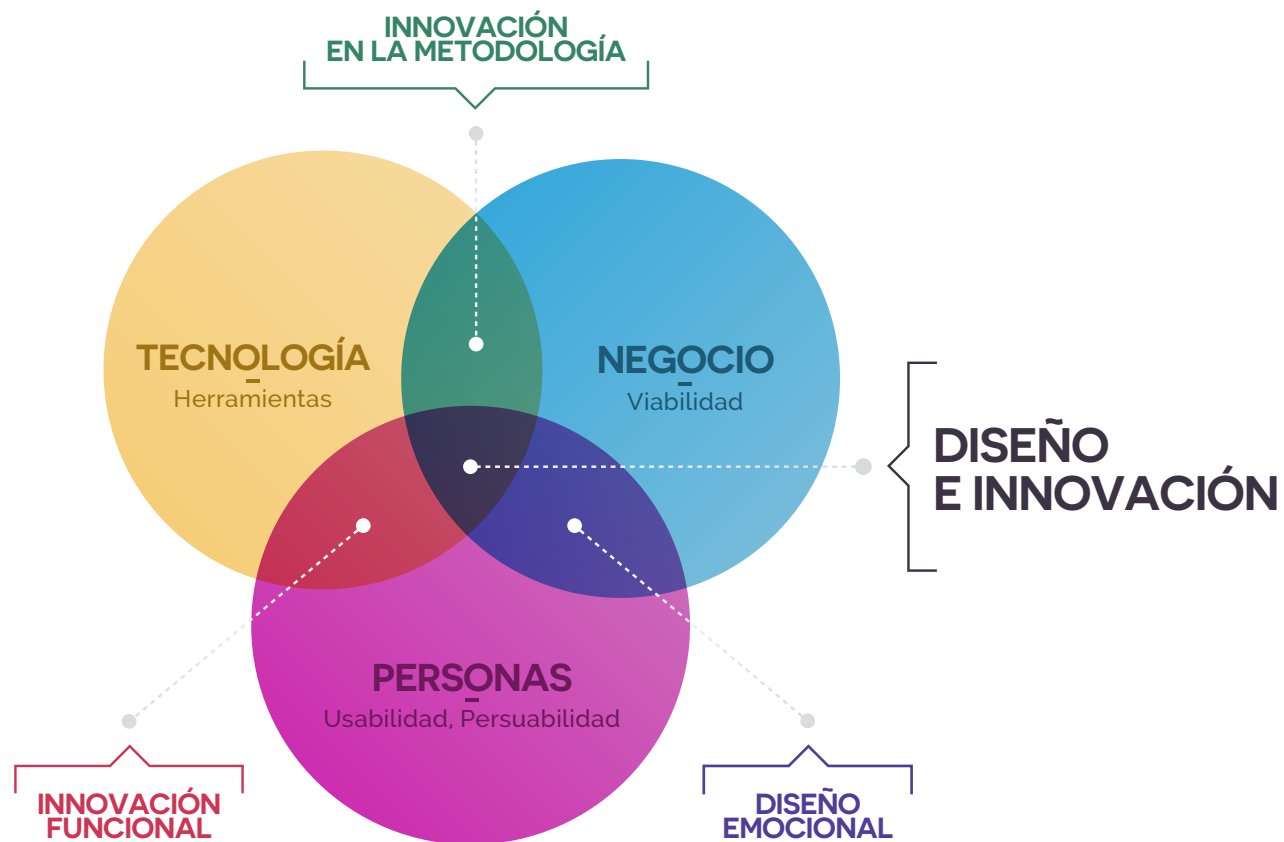 INNOVACIÓN
EN LA METODOLOGÍA
TECNOLOGÍA
Herramientas
NEGOCIO
Viabilidad
DISEÑO
E INNOVACIÓN
PERSONAS
Usabilidad, Persuabilidad
INNOVACIÓN
FUNCIONAL
DISEÑO
EMOCIONAL